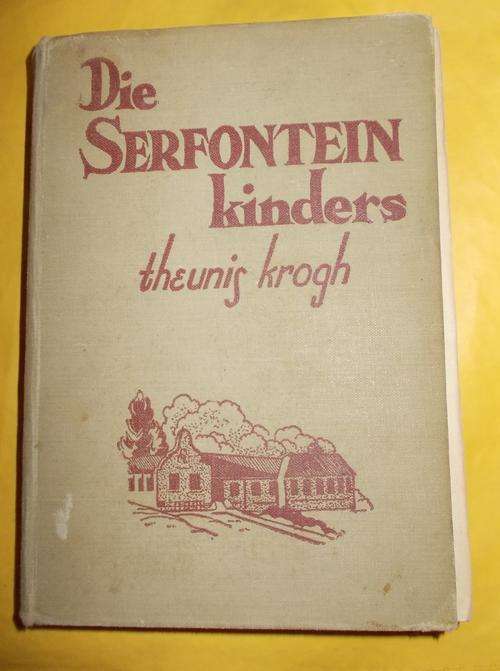 Die
SERFONTEIN
kinders
theunis krogh